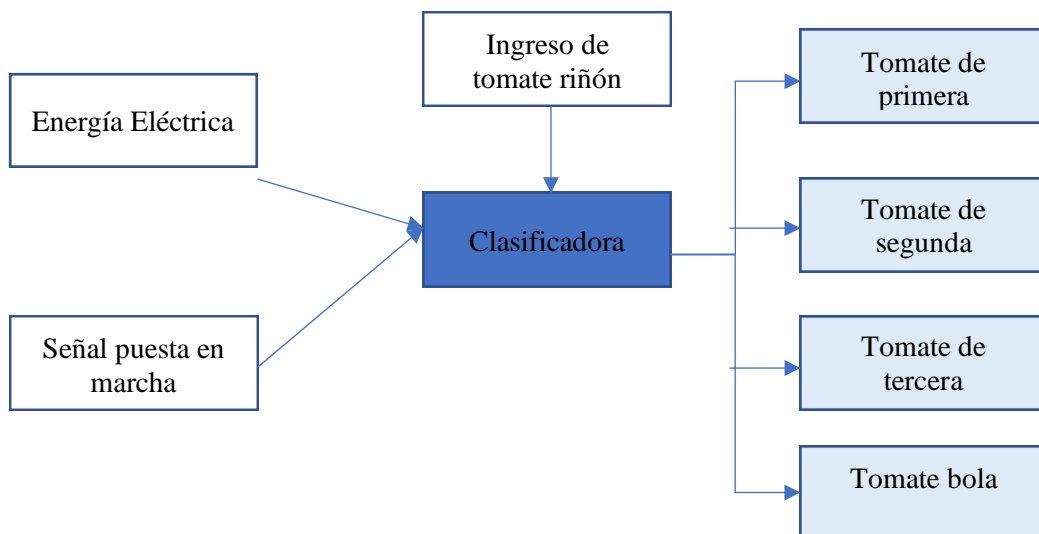 Energía Eléctrica
Señal puesta en
marcha
Ingreso de
tomate riñón
Clasificadora
Tomate de
primera
Tomate de
segunda
Tomate de
tercera
Tomate bola